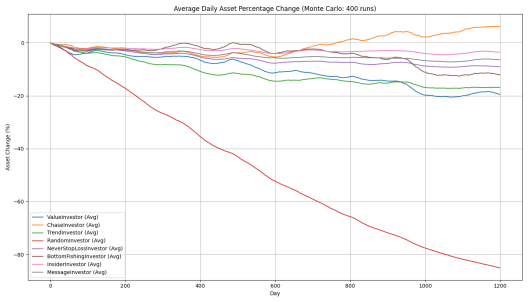 Average Daily Asset Percentage Change (Monte Carlo: 400 runs)
Asset Change (%)
0
−20
−40
−60
−80
ValueInvestor (Avg)
ChaseInvestor (Avg)
TrendInvestor (Avg)
RandomInvestor (Avg)
NeverStopLossInvestor (Avg)
BottomFishingInvestor (Avg)
InsiderInvestor (Avg)
MessageInvestor (Avg)
0
200
400
600
800
1000
1200
Day